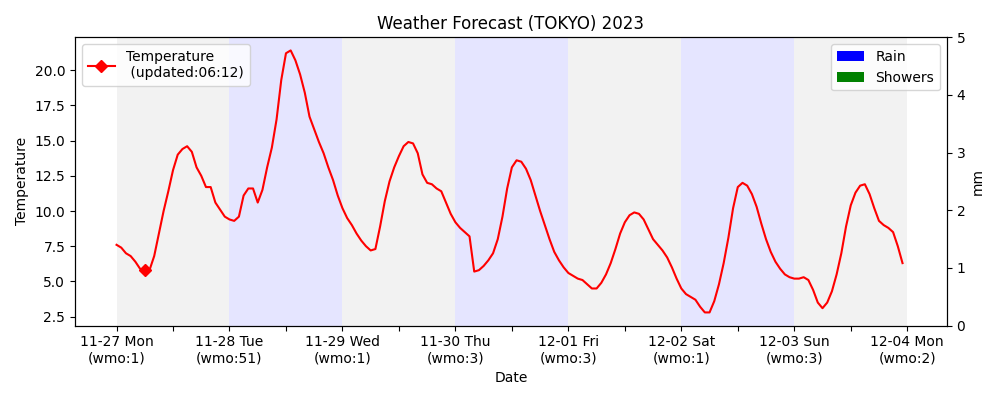 Weather Forecast (TOKYO) 2023
Temperature
(updated:06:12)
Rain
Showers
20.0
17.5
15.0
12.5
10.0
7.5
5.0
2.5
Temperature
5
4
3
2
1
0
mm
11-27 Mon
(wmo:1)
11-28 Tue
(wmo:51)
11-29 Wed
(wmo:1)
11-30 Thu
(wmo:3)
12-01 Fri
(wmo:3)
12-02 Sat
(wmo:1)
12-03 Sun
(wmo:3)
12-04 Mon
(wmo:2)
Date